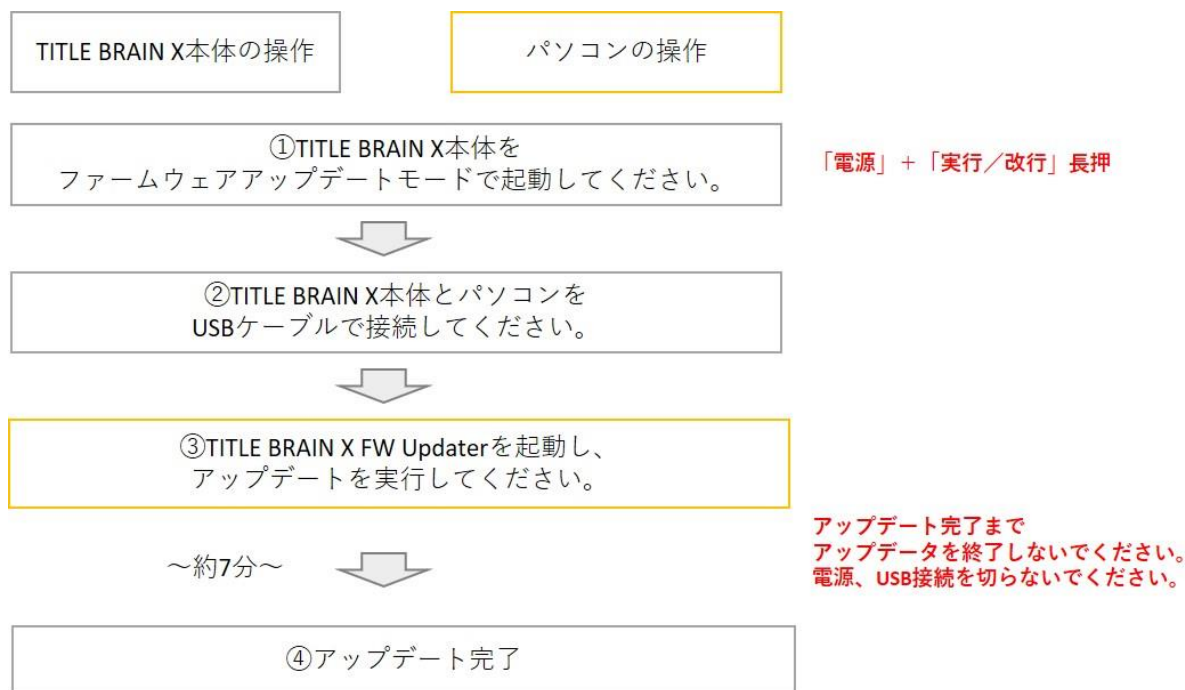 TITLE BRAIN X本体の操作
パソコンの操作
①TITLE BRAIN X本体を
ファームウェアアップデートモードで起動してください。
「電源」+「実行／改行」長押
②TITLE BRAIN X本体とパソコンを
USBケーブルで接続してください。
③TITLE BRAIN X FW Updaterを起動し、
アップデートを実行してください。
アップデート完了まで
アップデータを終了しないでください。
電源、USB接続を切らないでください。
～約7分～
④アップデート完了